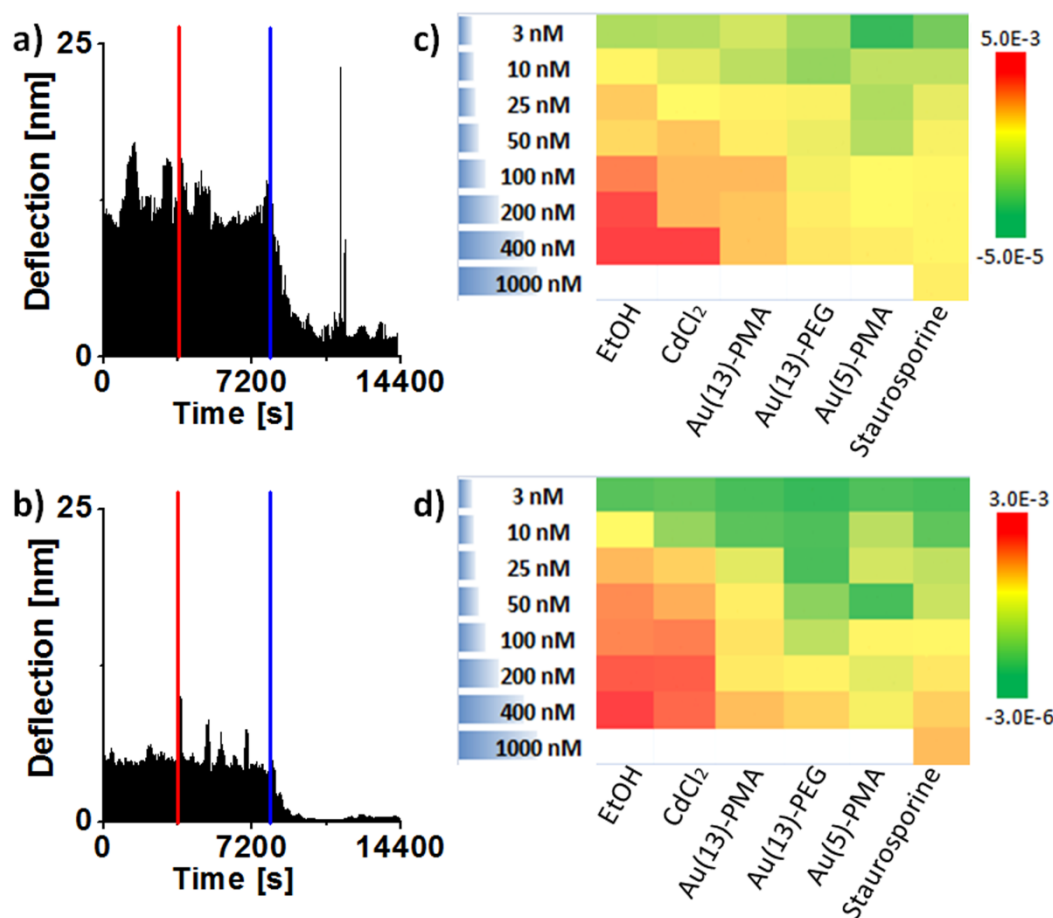 a)
25
Deflection [nm]
0
0 7200 14400
Time [s]
c)
3 nM
10 nM
25 nM
50 nM
100 nM
200 nM
400 nM
1000 nM
EtOH
CdCl₂
Au(13)-PMA
Au(13)-PEG
Au(5)-PMA
Staurosporine
5.0E-3
-5.0E-5
b)
25
Deflection [nm]
0
0 7200 14400
Time [s]
d)
3 nM
10 nM
25 nM
50 nM
100 nM
200 nM
400 nM
1000 nM
EtOH
CdCl₂
Au(13)-PMA
Au(13)-PEG
Au(5)-PMA
Staurosporine
3.0E-3
-3.0E-6